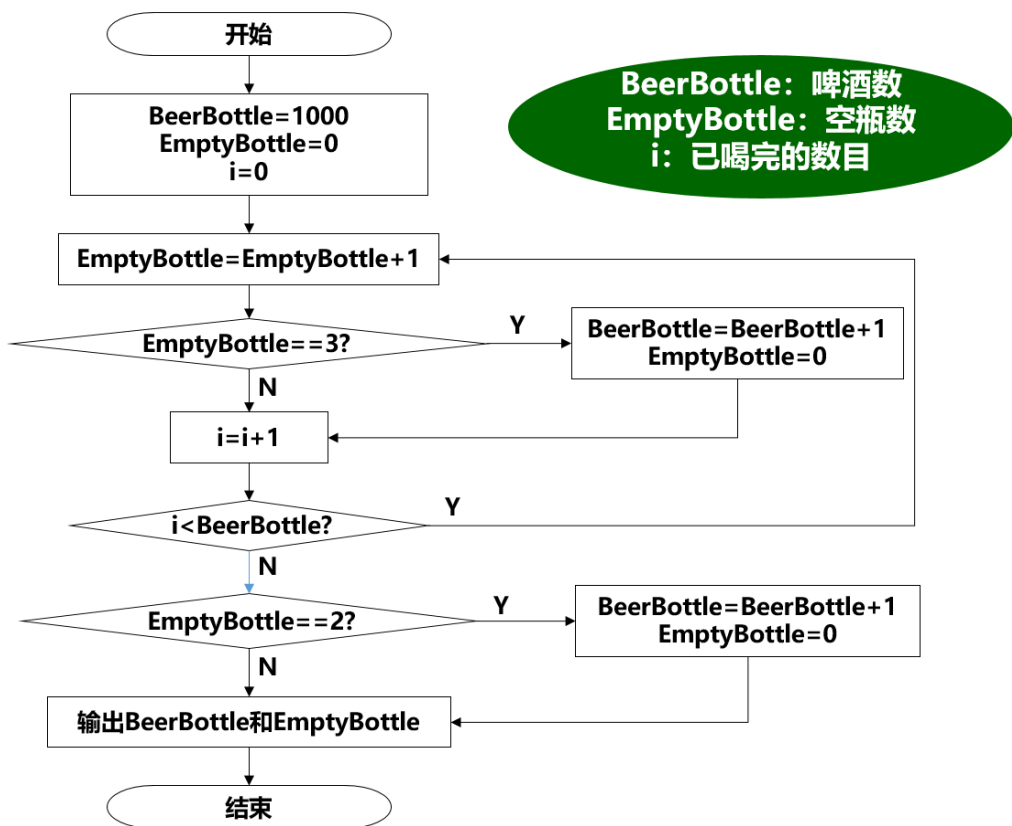 开始
BeerBottle=1000
EmptyBottle=0
i=0
BeerBottle：啤酒数
EmptyBottle：空瓶数
i：已喝完的数目
EmptyBottle=EmptyBottle+1
EmptyBottle==3?
Y
BeerBottle=BeerBottle+1
EmptyBottle=0
N
i=i+1
i<BeerBottle?
Y
N
EmptyBottle==2?
Y
BeerBottle=BeerBottle+1
EmptyBottle=0
N
输出BeerBottle和EmptyBottle
结束